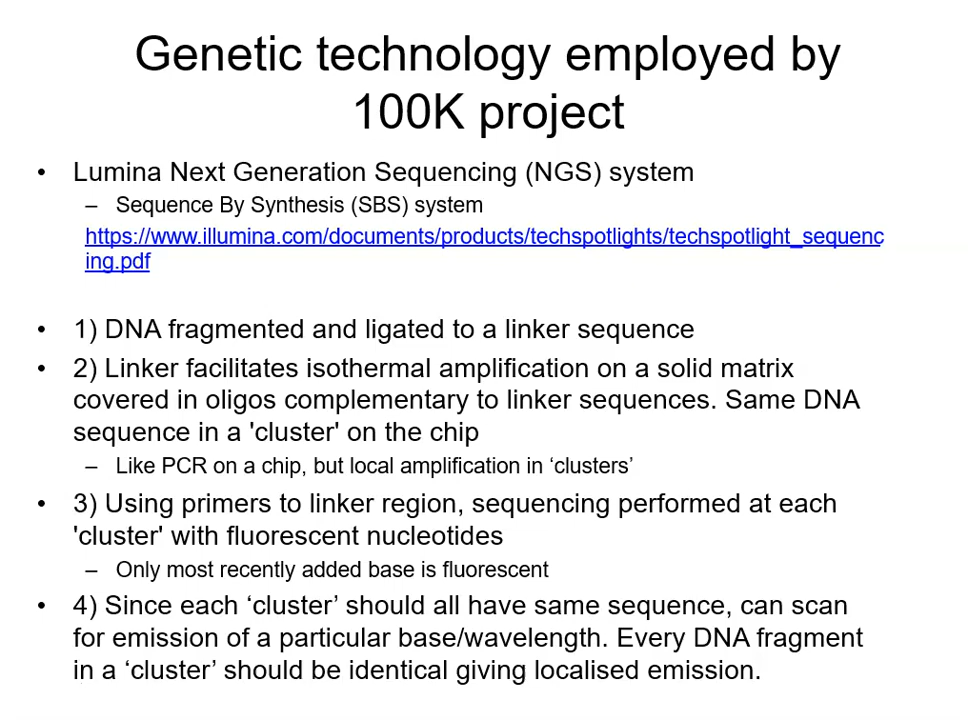 Genetic technology employed by
100K project
• Lumina Next Generation Sequencing (NGS) system
– Sequence By Synthesis (SBS) system
https://www.illumina.com/documents/products/techspotlights/techspotlight_sequenc
ing.pdf
• 1) DNA fragmented and ligated to a linker sequence
• 2) Linker facilitates isothermal amplification on a solid matrix
covered in oligos complementary to linker sequences. Same DNA
sequence in a 'cluster' on the chip
– Like PCR on a chip, but local amplification in ‘clusters’
• 3) Using primers to linker region, sequencing performed at each
'cluster' with fluorescent nucleotides
– Only most recently added base is fluorescent
• 4) Since each ‘cluster’ should all have same sequence, can scan
for emission of a particular base/wavelength. Every DNA fragment
in a ‘cluster’ should be identical giving localised emission.